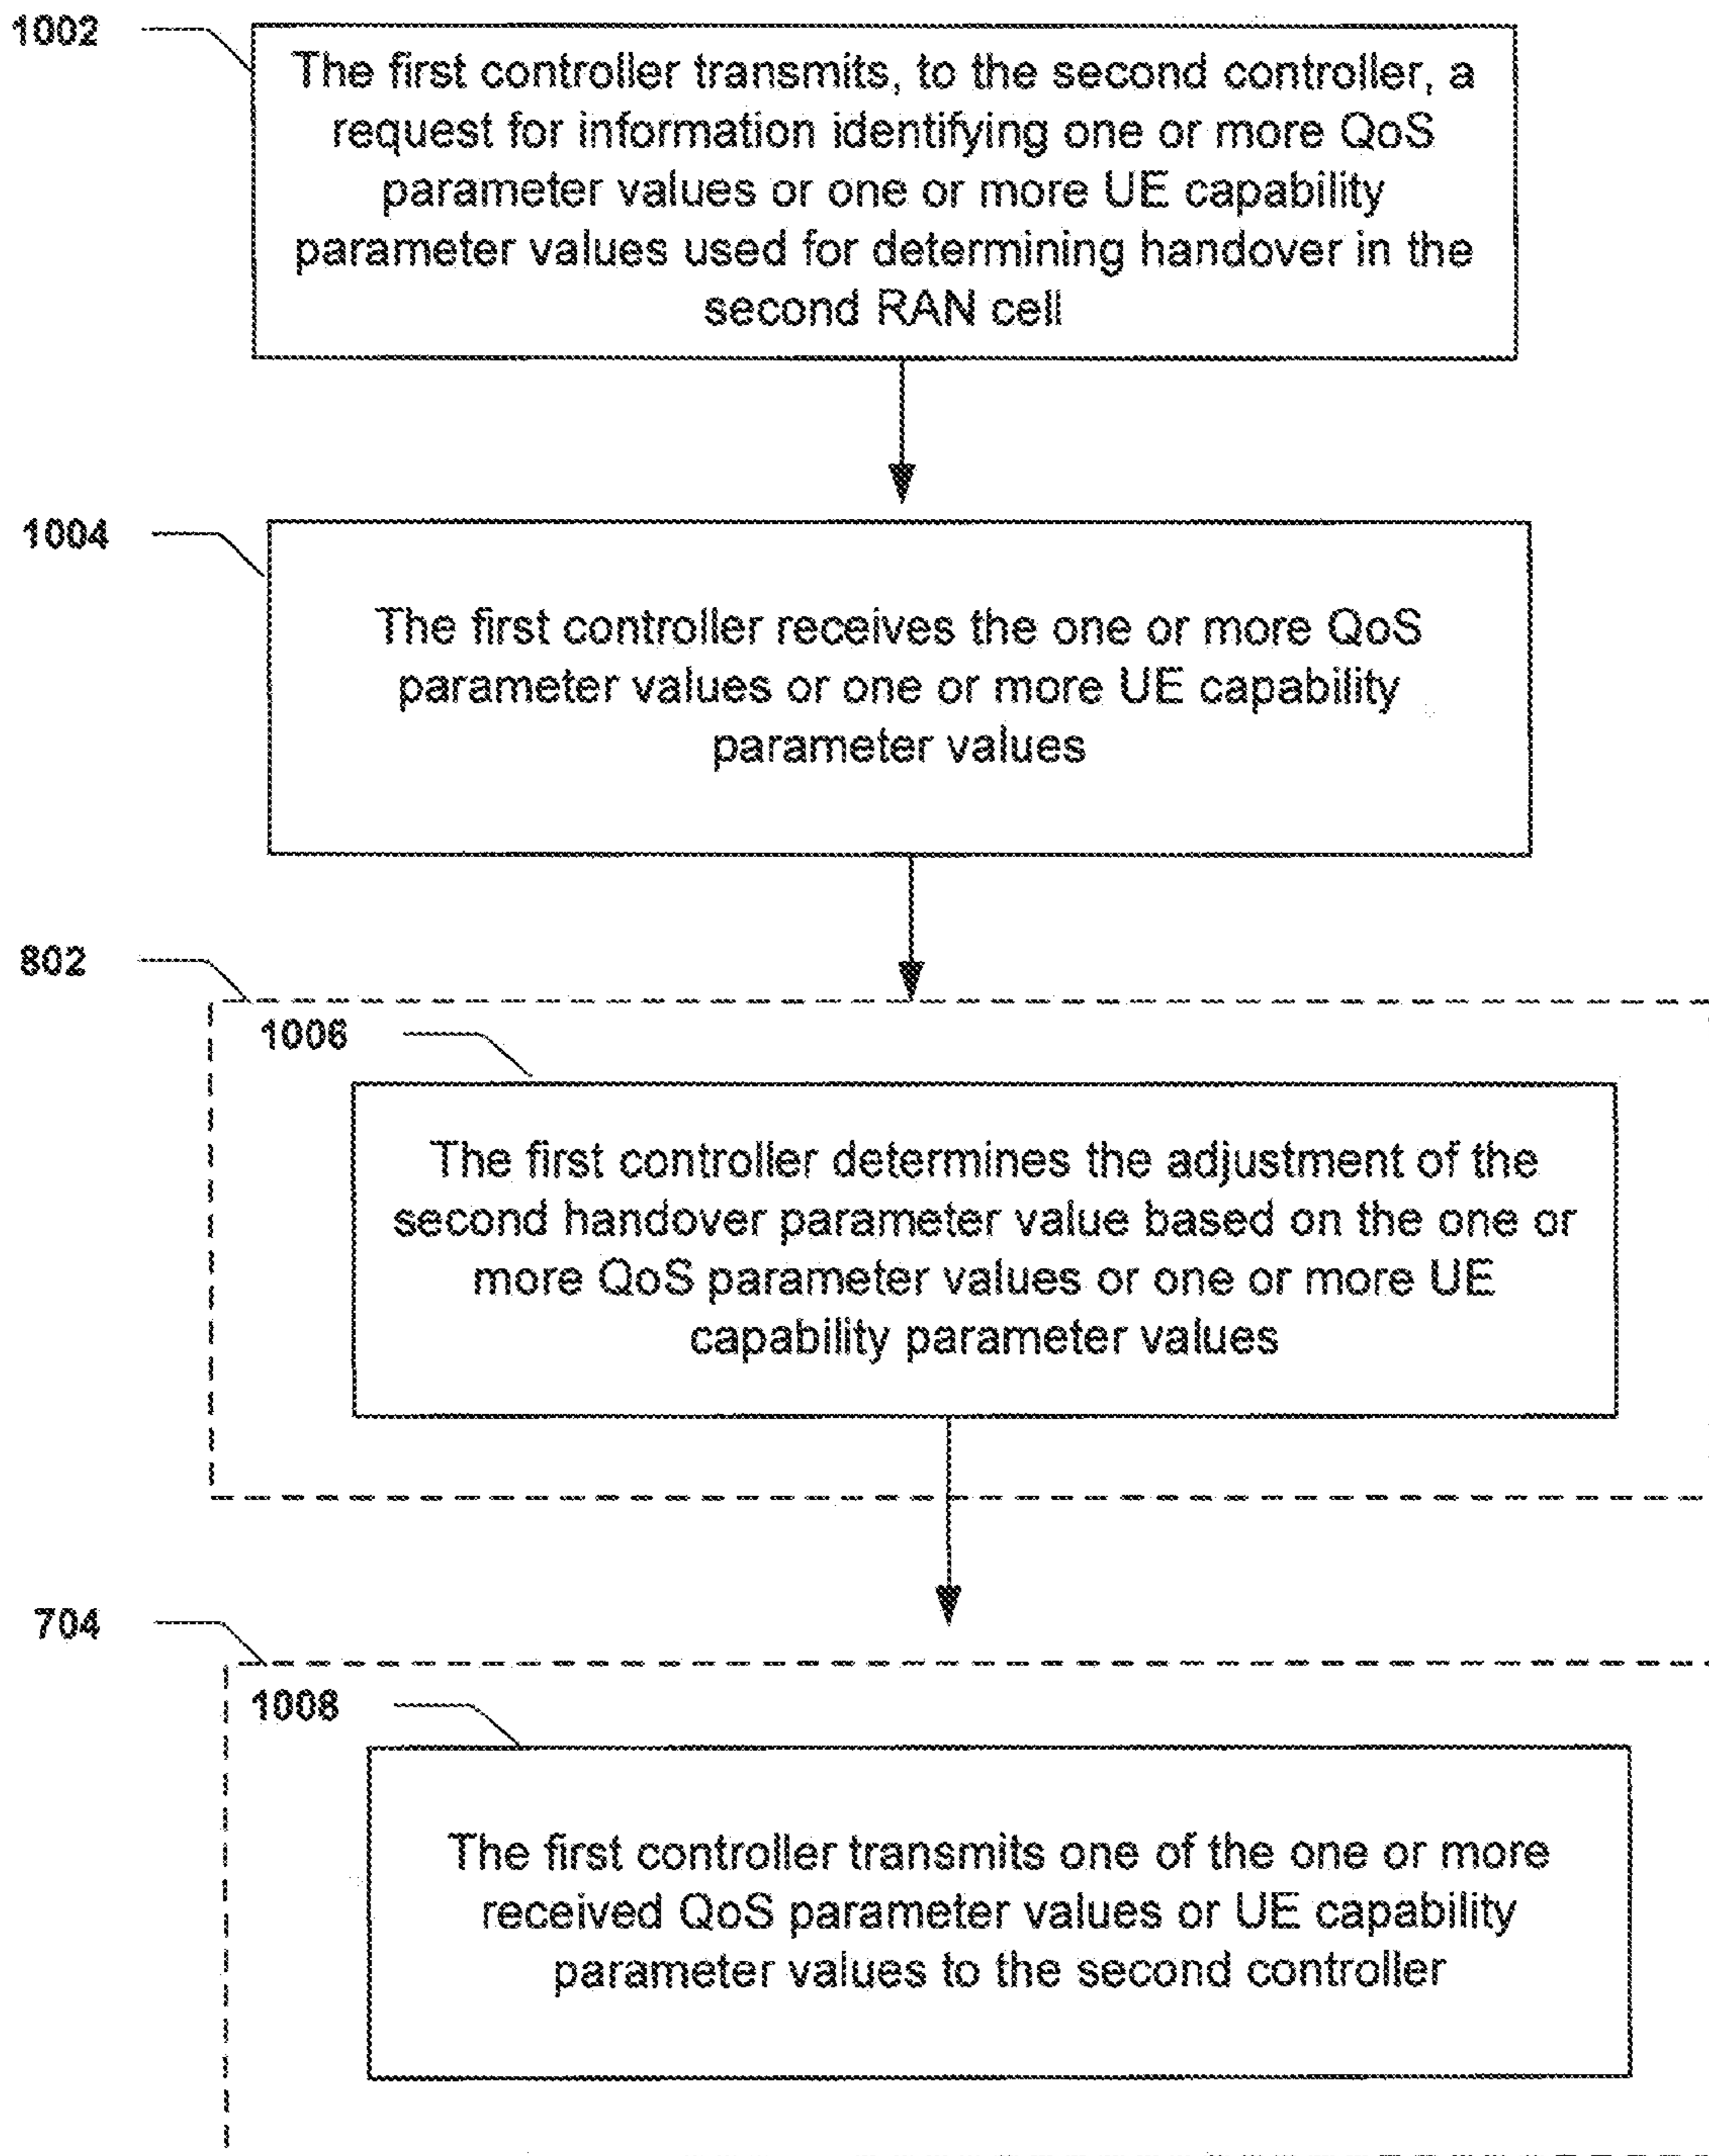 1002
The first controller transmits, to the second controller, a
request for information identifying one or more QoS
parameter values or one or more UE capability
parameter values used for determining handover in the
second RAN cell
1004
The first controller receives the one or more QoS
parameter values or one or more UE capability
parameter values
802
1006
The first controller determines the adjustment of the
second handover parameter value based on the one or
more QoS parameter values or one or more UE
capability parameter values
704
1008
The first controller transmits one of the one or more
received QoS parameter values or UE capability
parameter values to the second controller